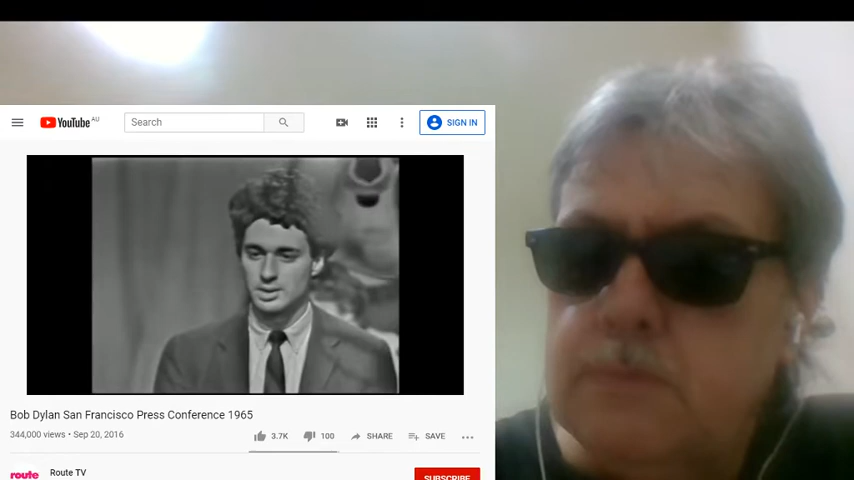 YouTube AU
Search
SIGN IN
Bob Dylan San Francisco Press Conference 1965
344,000 views • Sep 20, 2016
3.7K
100
SHARE
SAVE
route
Route TV
SUBSCRIBE